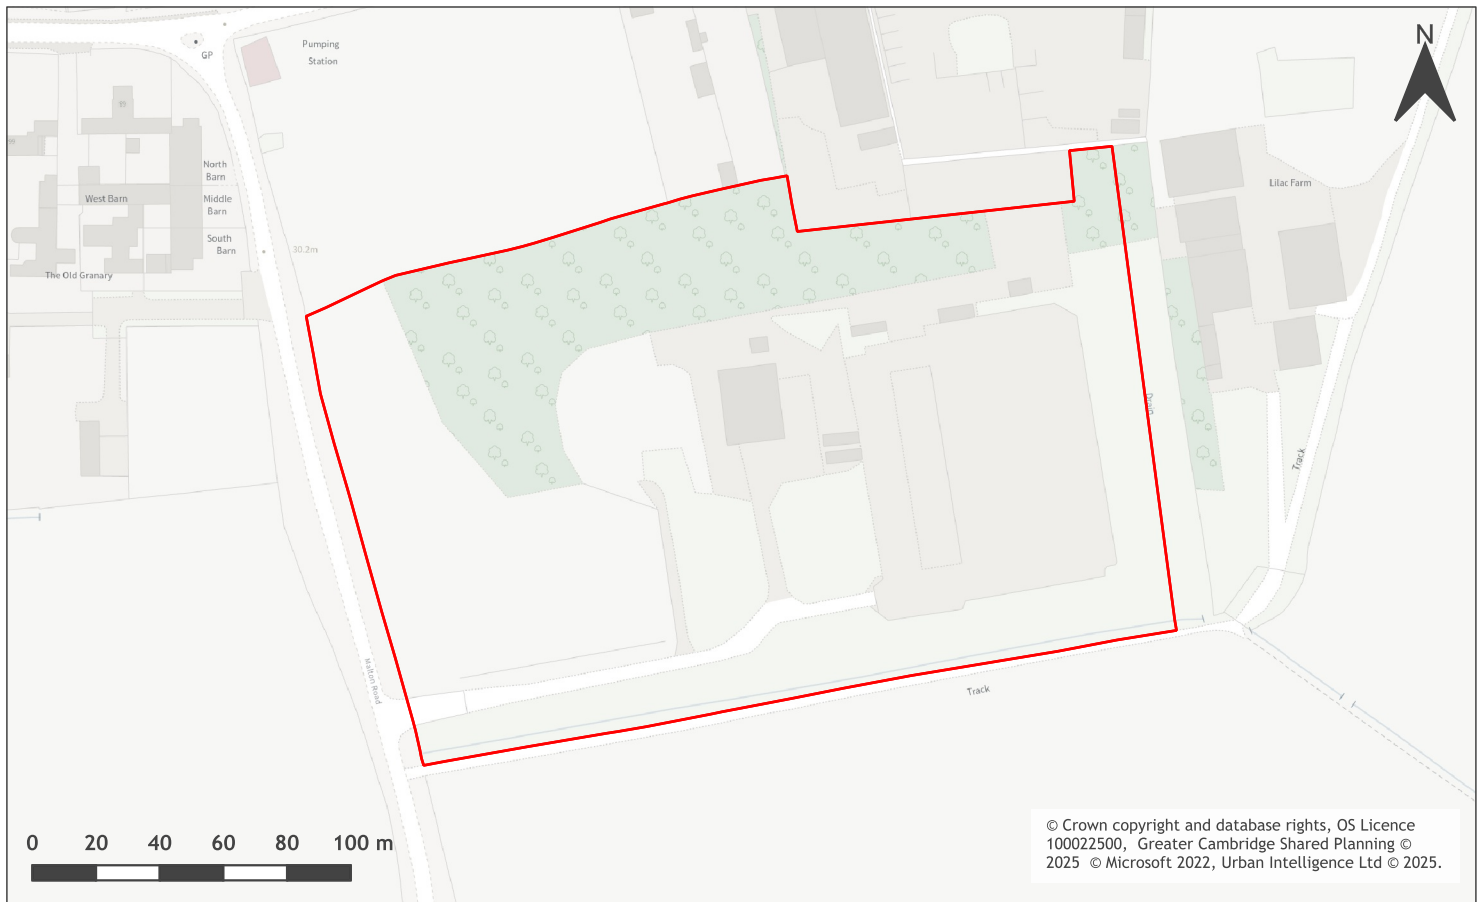 N
GP
Pumping
Station
North
Barn
West Barn
Middle
Barn
South
Barn
The Old Granary
30.2m
Lilac Farm
Drain
Track
Malton Road
Track
0 20 40 60 80 100 m
© Crown copyright and database rights, OS Licence
100022500, Greater Cambridge Shared Planning ©
2025 © Microsoft 2022, Urban Intelligence Ltd © 2025.